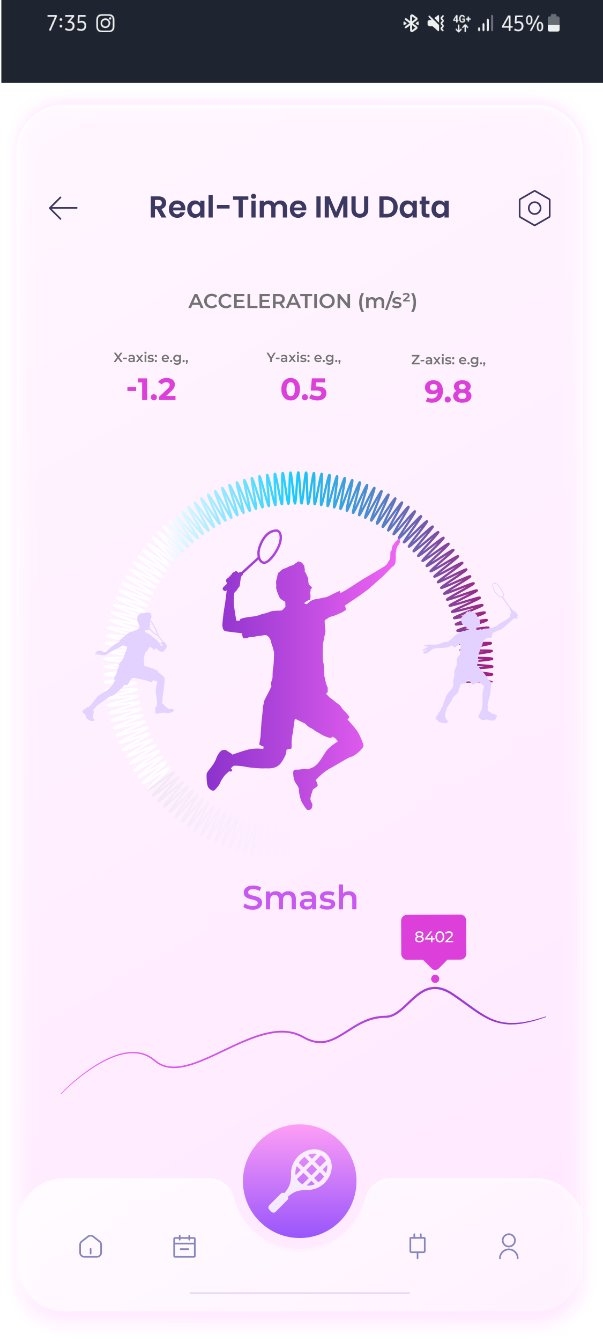 7:35 4G+ 45%
Real-Time IMU Data
ACCELERATION (m/s²)
X-axis: e.g., Y-axis: e.g., Z-axis: e.g.,
-1.2 0.5 9.8
Smash
8402